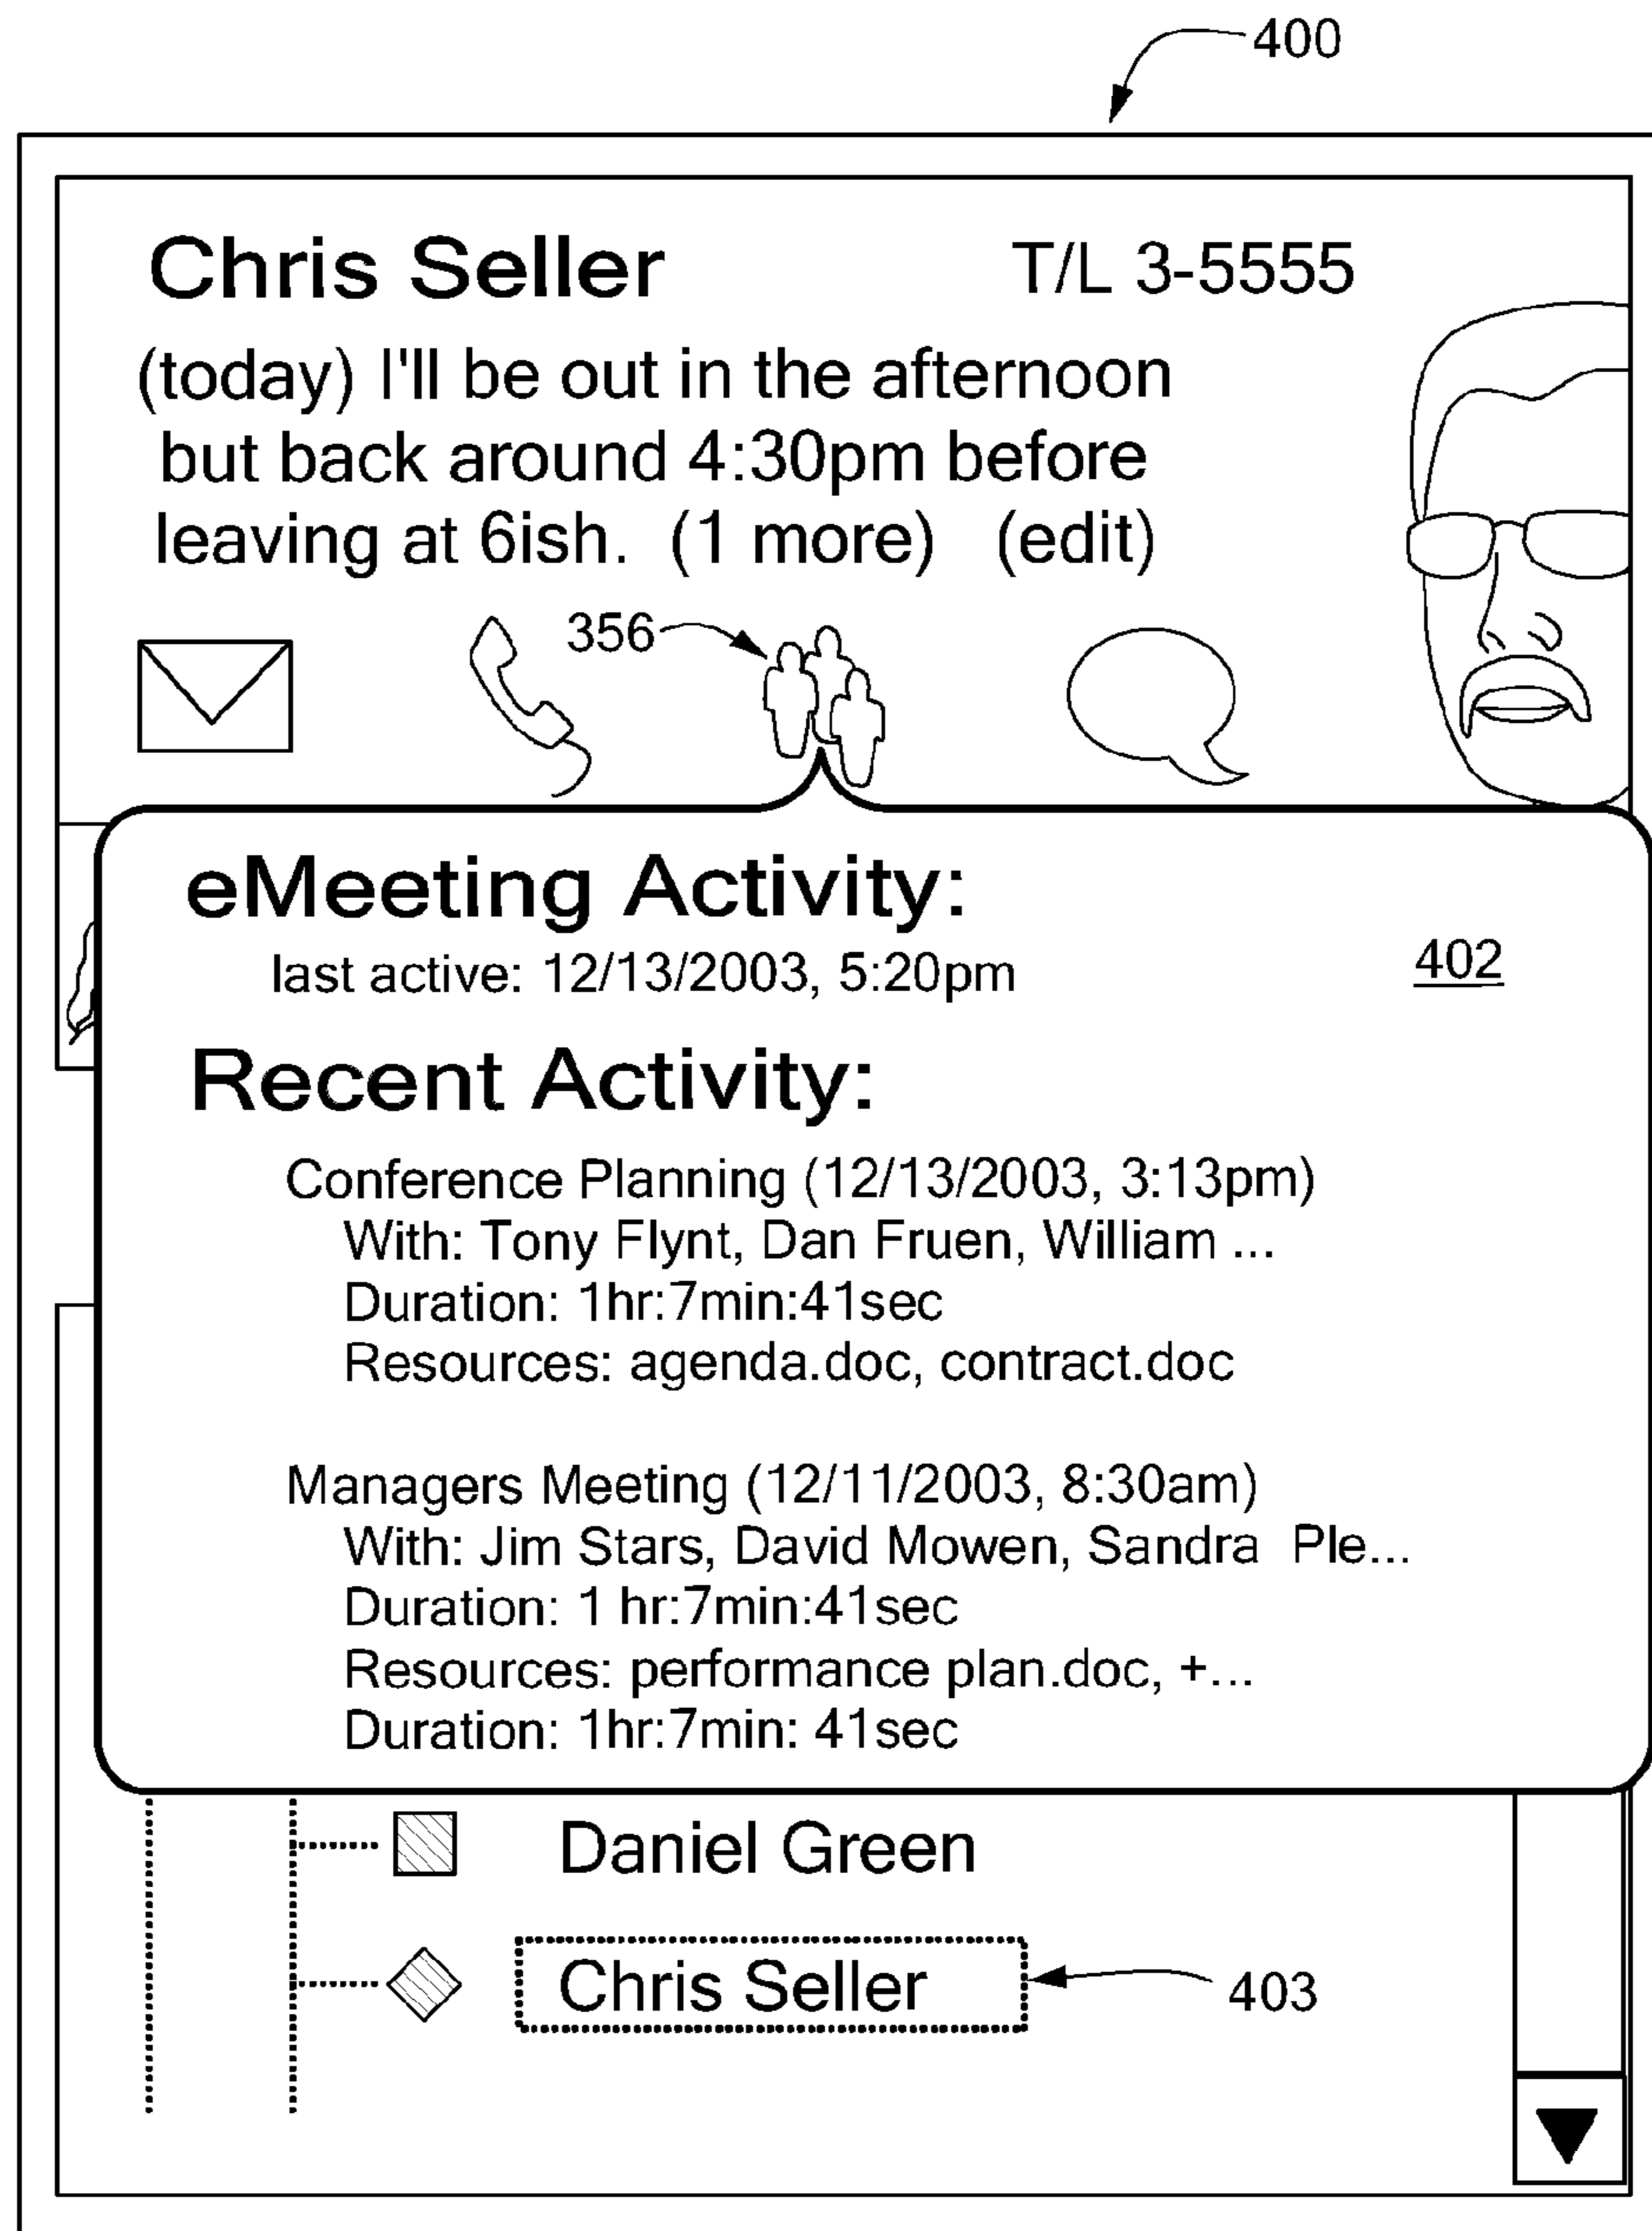 400
Chris Seller T/L 3-5555
(today) I'll be out in the afternoon
but back around 4:30pm before
leaving at 6ish. (1 more) (edit)
356
eMeeting Activity:
last active: 12/13/2003, 5:20pm
402
Recent Activity:
Conference Planning (12/13/2003, 3:13pm)
With: Tony Flynt, Dan Fruen, William ...
Duration: 1hr:7min:41sec
Resources: agenda.doc, contract.doc
Managers Meeting (12/11/2003, 8:30am)
With: Jim Stars, David Mowen, Sandra Ple...
Duration: 1 hr:7min:41sec
Resources: performance plan.doc, +...
Duration: 1hr:7min: 41sec
Daniel Green
Chris Seller
403